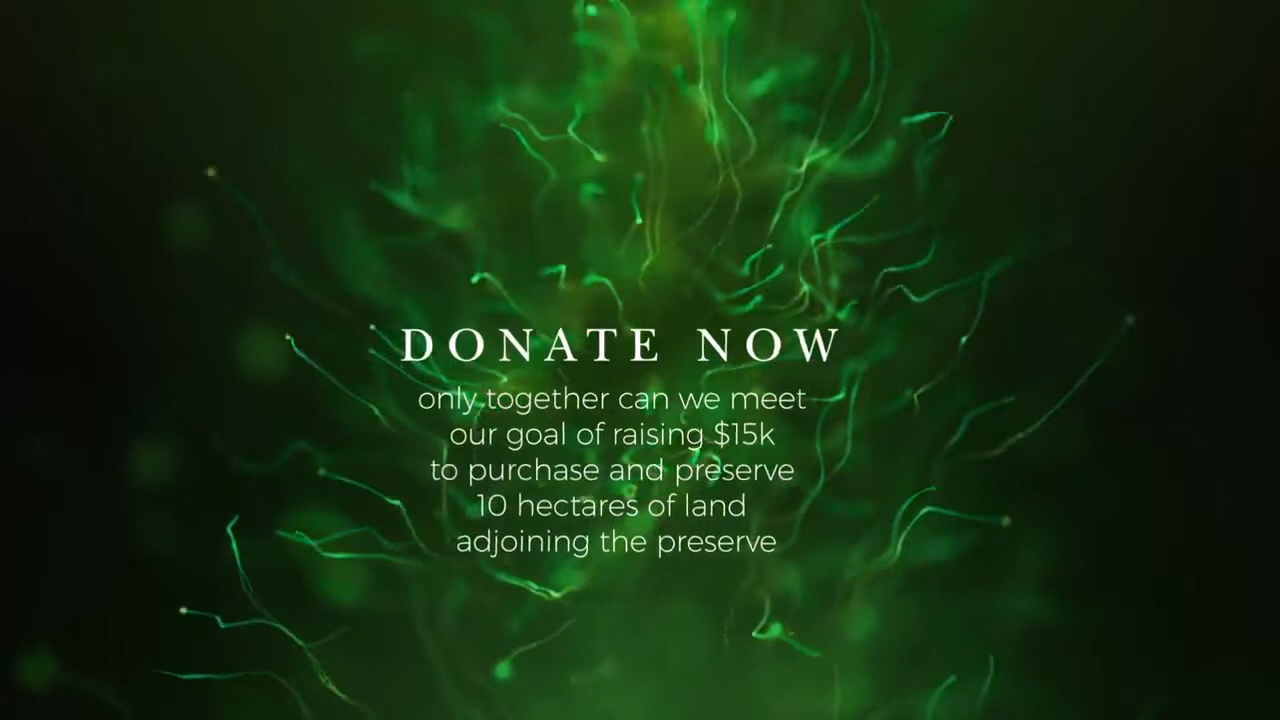 DONATE NOW
only together can we meet
our goal of raising $15k
to purchase and preserve
10 hectares of land
adjoining the preserve